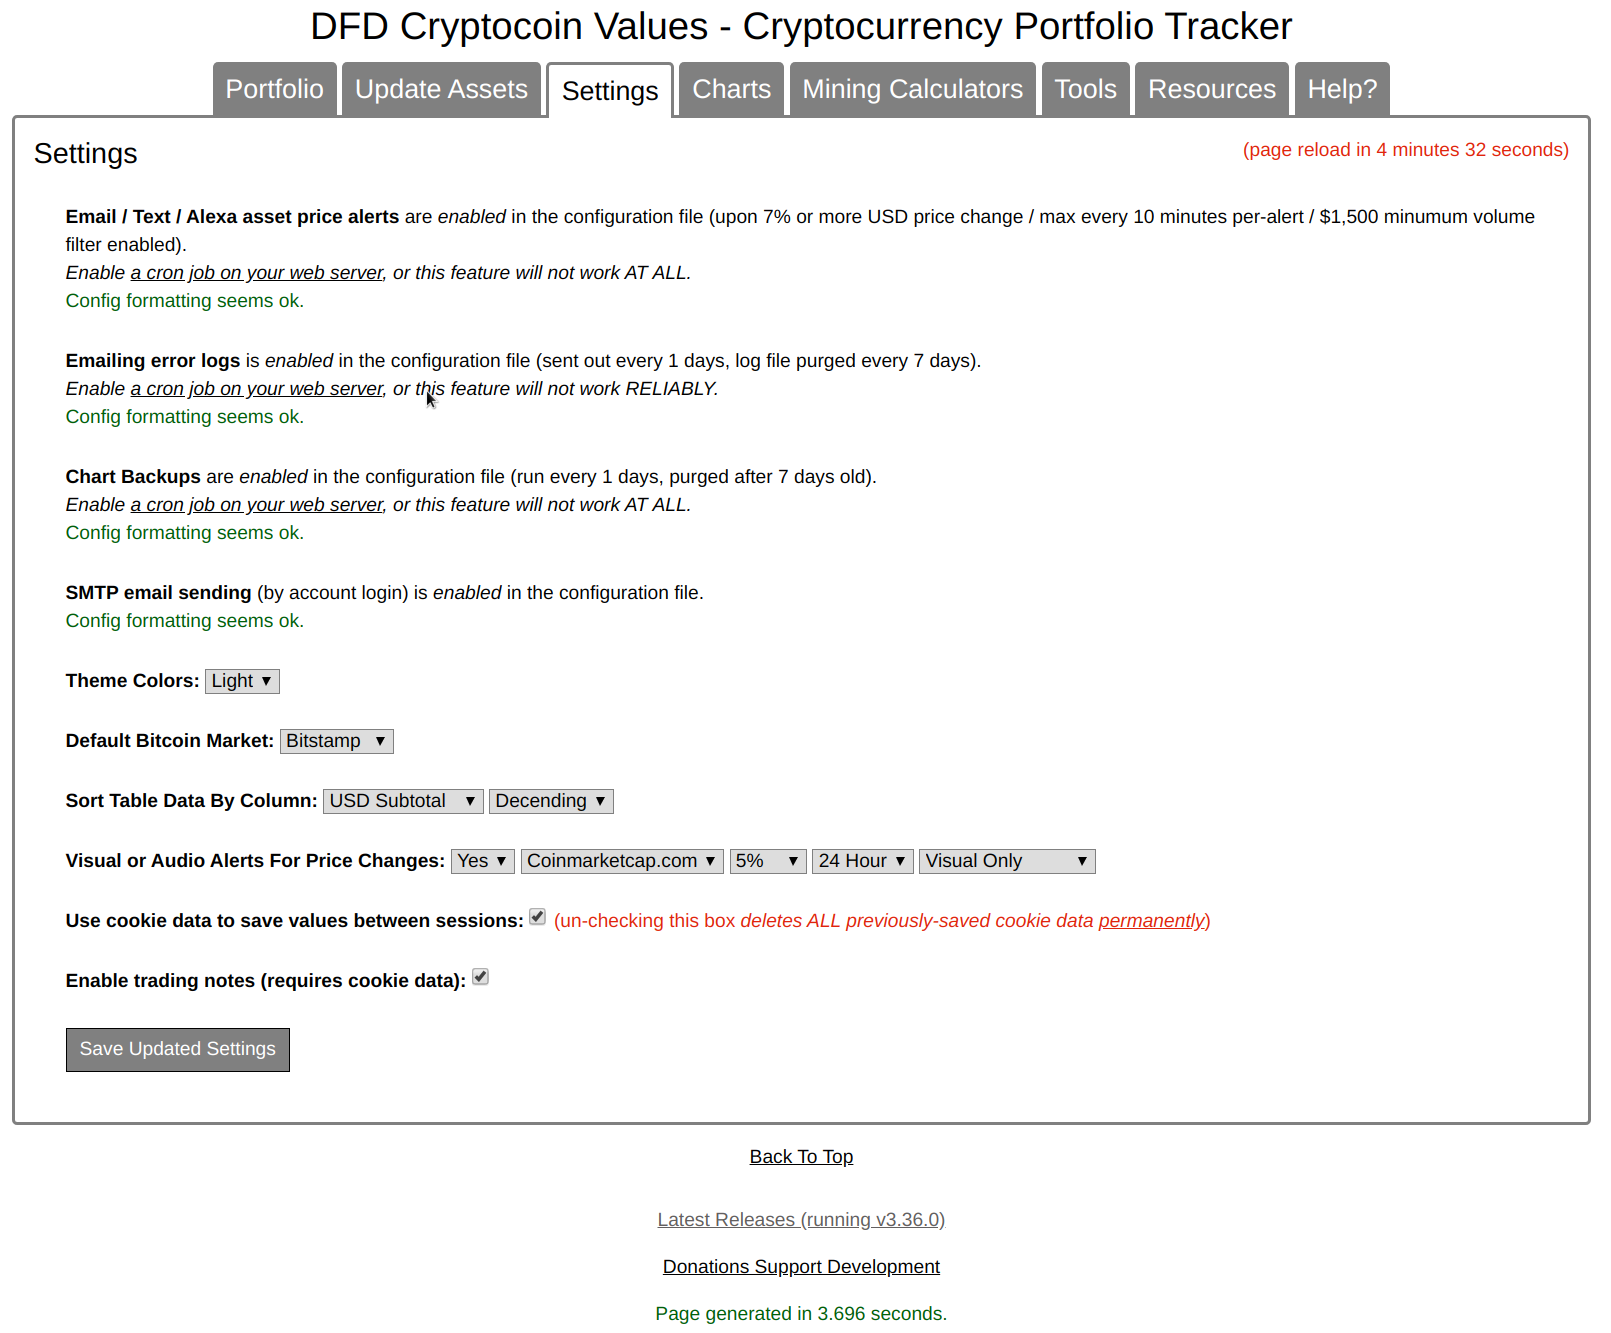 DFD Cryptocoin Values - Cryptocurrency Portfolio Tracker
Portfolio Update Assets Settings Charts Mining Calculators Tools Resources Help?
Settings
(page reload in 4 minutes 32 seconds)
Email / Text / Alexa asset price alerts are enabled in the configuration file (upon 7% or more USD price change / max every 10 minutes per-alert / $1,500 minumum volume
filter enabled).
Enable a cron job on your web server, or this feature will not work AT ALL.
Config formatting seems ok.
Emailing error logs is enabled in the configuration file (sent out every 1 days, log file purged every 7 days).
Enable a cron job on your web server, or this feature will not work RELIABLY.
Config formatting seems ok.
Chart Backups are enabled in the configuration file (run every 1 days, purged after 7 days old).
Enable a cron job on your web server, or this feature will not work AT ALL.
Config formatting seems ok.
SMTP email sending (by account login) is enabled in the configuration file.
Config formatting seems ok.
Theme Colors: Light
Default Bitcoin Market: Bitstamp
Sort Table Data By Column: USD Subtotal Decending
Visual or Audio Alerts For Price Changes: Yes Coinmarketcap.com 5% 24 Hour Visual Only
Use cookie data to save values between sessions: (un-checking this box deletes ALL previously-saved cookie data permanently)
Enable trading notes (requires cookie data):
Save Updated Settings
Back To Top
Latest Releases (running v3.36.0)
Donations Support Development
Page generated in 3.696 seconds.